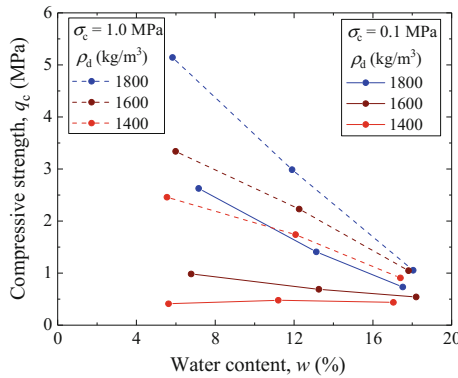 σc = 1.0 MPa
ρd (kg/m³)
1800
1600
1400
σc = 0.1 MPa
ρd (kg/m³)
1800
1600
1400
Compressive strength, qc (MPa)
6
5
4
3
2
1
0
0 4 8 12 16 20
Water content, w (%)